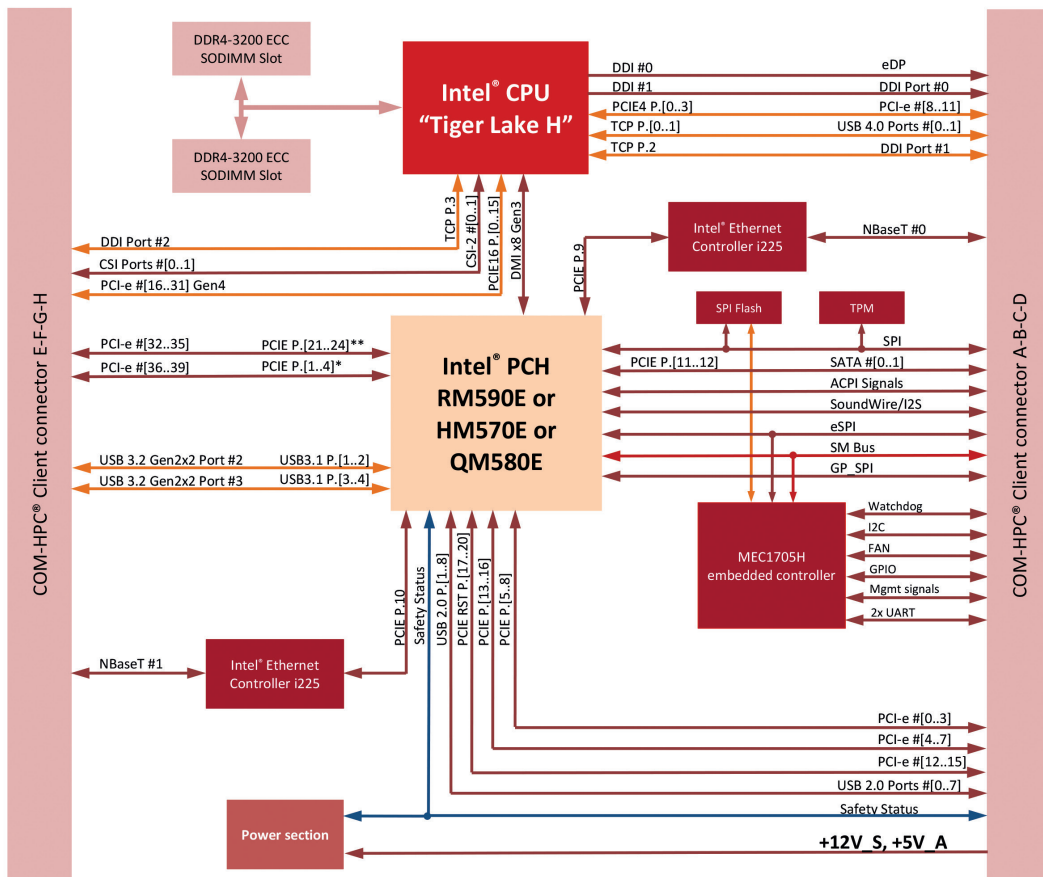 DDR4-3200 ECC
SODIMM Slot
DDR4-3200 ECC
SODIMM Slot
Intel® CPU
“Tiger Lake H”
DDI #0 eDP
DDI #1 DDI Port #0
PCIE4 P.[0..3] PCI-e #[8..11]
TCP P.[0..1] USB 4.0 Ports #[0..1]
TCP P.2 DDI Port #1
TCP P.3
CSI-2 #[0..1]
PCIE16 P.[0..15]
DMI x8 Gen3
PCIE P.9
Intel® Ethernet
Controller i225
NBaseT #0
DDI Port #2
CSI Ports #[0..1]
PCI-e #[16..31] Gen4
COM-HPC® Client connector E-F-G-H
COM-HPC® Client connector A-B-C-D
SPI Flash
TPM
PCI-e #[32..35] PCIE P.[21..24]**
PCI-e #[36..39] PCIE P.[1..4]*
Intel® PCH
RM590E or
HM570E or
QM580E
SPI
PCIE P.[11..12] SATA #[0..1]
ACPI Signals
SoundWire/I2S
eSPI
SM Bus
GP_SPI
USB 3.2 Gen2x2 Port #2 USB3.1 P.[1..2]
USB 3.2 Gen2x2 Port #3 USB3.1 P.[3..4]
MEC1705H
embedded controller
Watchdog
I2C
FAN
GPIO
Mgmt signals
2x UART
PCIE P.10
Safety Status
USB 2.0 P.[1..8]
PCIE RST P.[17..20]
PCIE P.[13..16]
PCIE P.[5..8]
NBaseT #1
Intel® Ethernet
Controller i225
PCI-e #[0..3]
PCI-e #[4..7]
PCI-e #[12..15]
USB 2.0 Ports #[0..7]
Safety Status
Power section
+12V_S, +5V_A